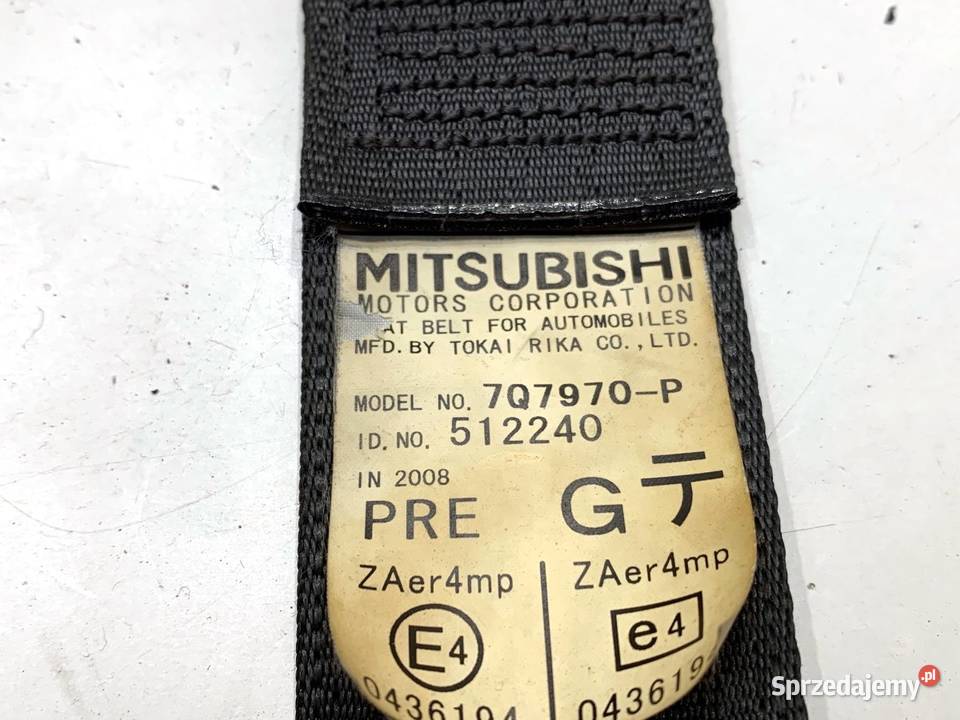 MITSUBISHI
MOTORS CORPORATION
BELT FOR AUTOMOBILES
MFD. BY TOKAI RIKA CO., LTD.
MODEL NO. 7Q7970-P
ID. NO. 512240
IN 2008
PRE Gテ
ZAer4mp ZAer4mp
E4 e4
0436194 043619
Sprzedajemy.pl